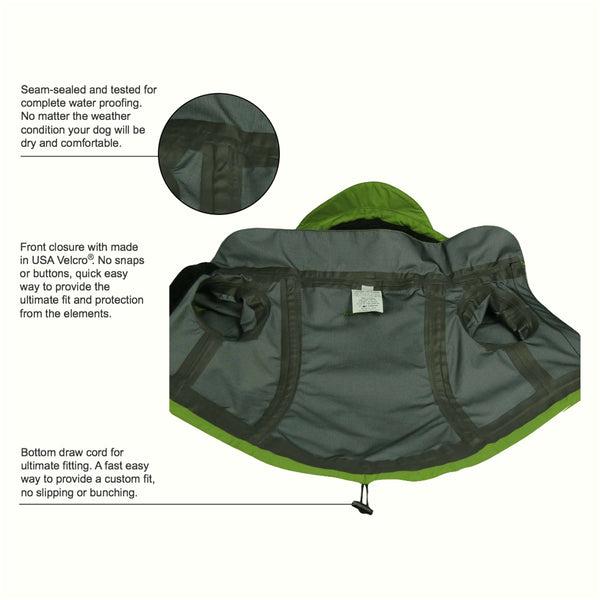 Seam-sealed and tested for
complete water proofing.
No matter the weather
condition your dog will be
dry and comfortable.
Front closure with made
in USA Velcro®. No snaps
or buttons, quick easy
way to provide the
ultimate fit and protection
from the elements.
Bottom draw cord for
ultimate fitting. A fast easy
way to provide a custom fit,
no slipping or bunching.